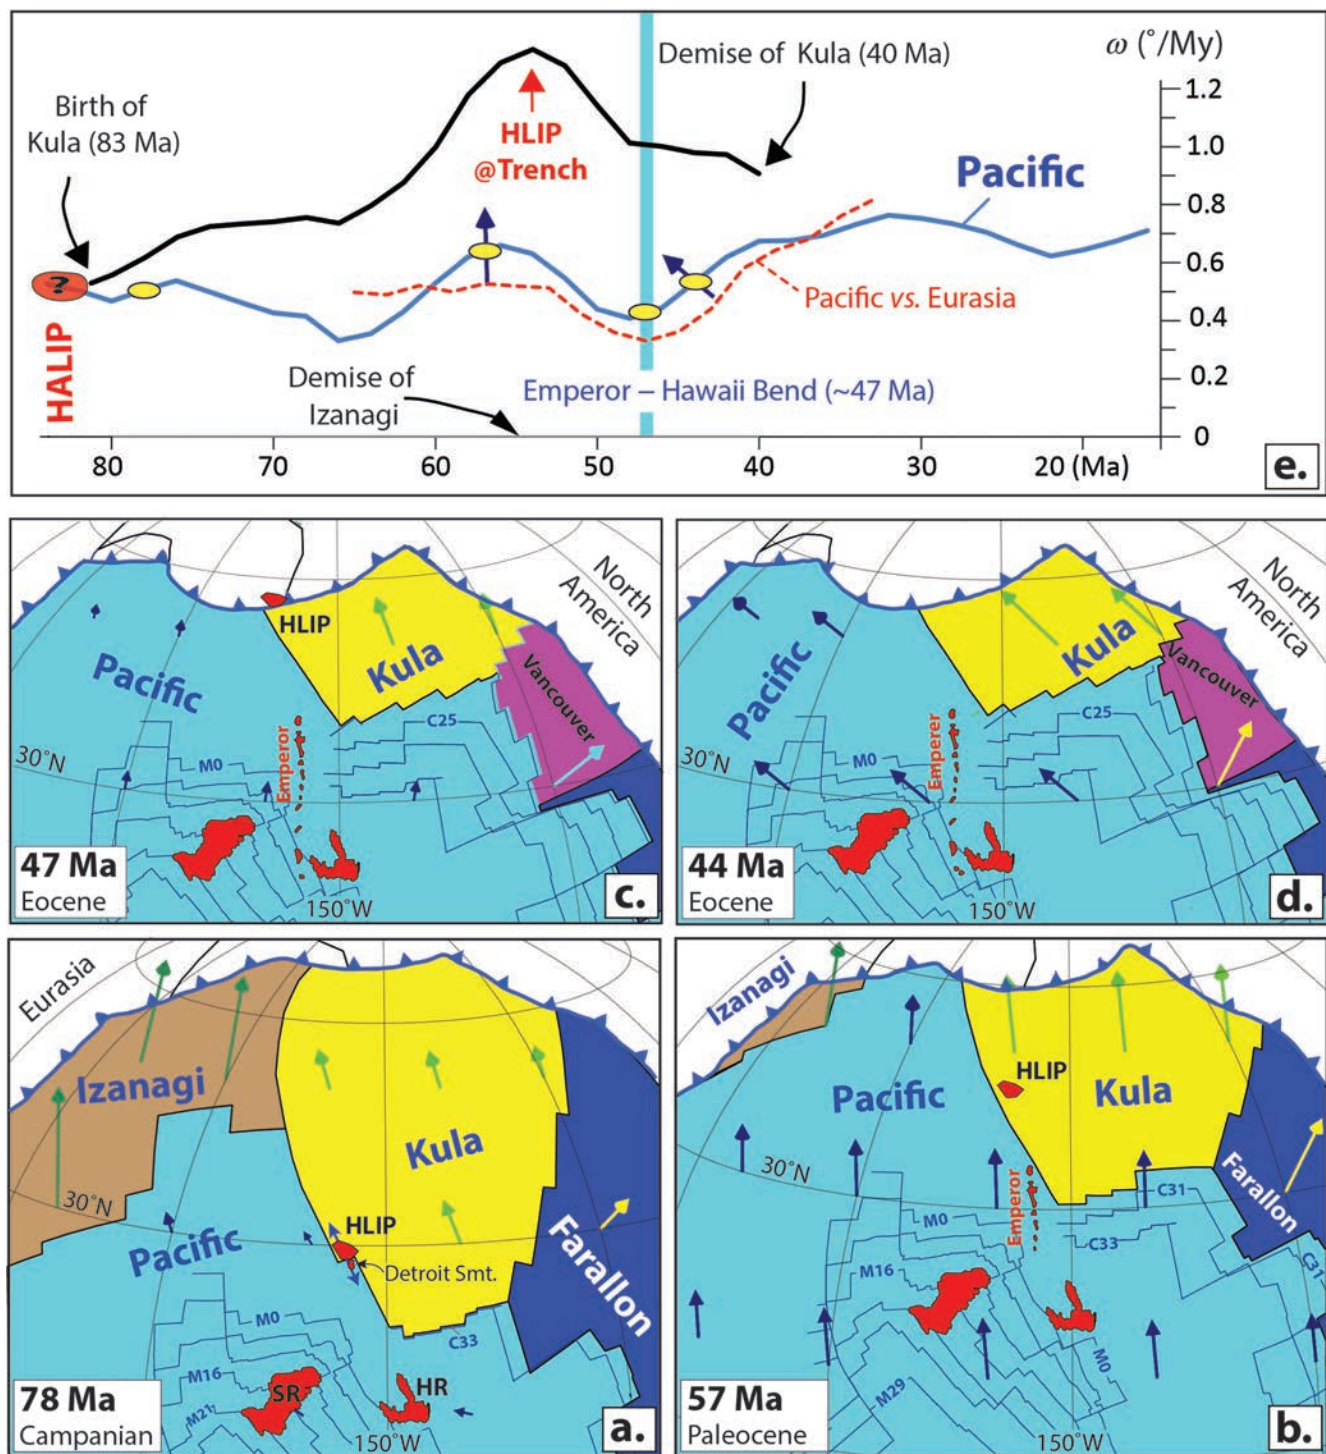 ω (˚/My)
Demise of
Kula (40 Ma)
Birth of
Kula (83 Ma)
HLIP
@Trench
Pacific
?
HALIP
Pacific vs. Eurasia
Demise of
Izanagi
Emperor – Hawaii Bend (~47 Ma)
1.2
1.0
0.8
0.6
0.4
0.2
0
80
70
60
50
40
30
20 (Ma)
e.
North
America
HLIP
Kula
Pacific
Vancouver
C25
M0
Emperor
30˚N
47 Ma
Eocene
150˚W
c.
North
America
Kula
Pacific
Vancouver
C25
M0
Emperer
30˚N
44 Ma
Eocene
150˚W
d.
Eurasia
Izanagi
Kula
30˚N
Pacific
HLIP
Detroit Smt.
Farallon
M0
M16
M21
C33
SR
HR
78 Ma
Campanian
150˚W
a.
Izanagi
HLIP
Pacific
Kula
30˚N
Emperor
Farallon
C31
M0
C33
C31
M16
M0
M29
57 Ma
Paleocene
150˚W
b.